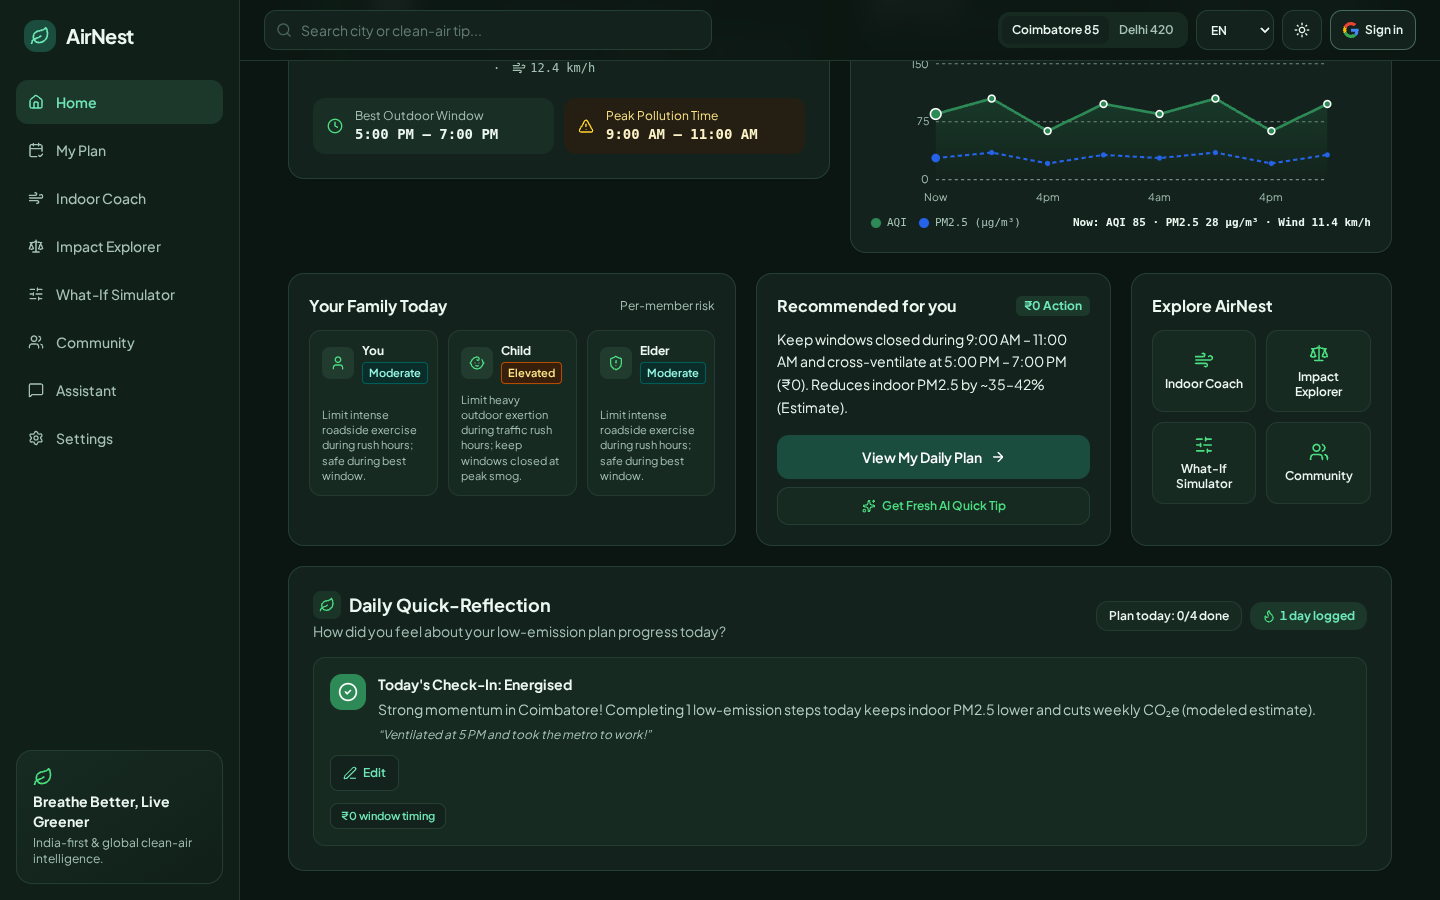 AirNest
Search city or clean-air tip...
Coimbatore 85
Delhi 420
EN
Sign in
Home
My Plan
Indoor Coach
Impact Explorer
What-If Simulator
Community
Assistant
Settings
Breathe Better, Live
Greener
India-first & global clean-air
intelligence.
· 12.4 km/h
Best Outdoor Window
5:00 PM – 7:00 PM
Peak Pollution Time
9:00 AM – 11:00 AM
150
75
0
Now
4pm
4am
4pm
AQI
PM2.5 (µg/m³)
Now: AQI 85 · PM2.5 28 µg/m³ · Wind 11.4 km/h
Your Family Today
Per-member risk
You
Moderate
Limit intense
roadside exercise
during rush hours;
safe during best
window.
Child
Elevated
Limit heavy
outdoor exertion
during traffic rush
hours; keep
windows closed at
peak smog.
Elder
Moderate
Limit intense
roadside exercise
during rush hours;
safe during best
window.
Recommended for you
₹0 Action
Keep windows closed during 9:00 AM – 11:00
AM and cross-ventilate at 5:00 PM – 7:00 PM
(₹0). Reduces indoor PM2.5 by ~35–42%
(Estimate).
View My Daily Plan
Get Fresh AI Quick Tip
Explore AirNest
Indoor Coach
Impact
Explorer
What-If
Simulator
Community
Daily Quick-Reflection
How did you feel about your low-emission plan progress today?
Plan today: 0/4 done
1 day logged
Today's Check-In: Energised
Strong momentum in Coimbatore! Completing 1 low-emission steps today keeps indoor PM2.5 lower and cuts weekly CO₂e (modeled estimate).
"Ventilated at 5 PM and took the metro to work!"
Edit
₹0 window timing